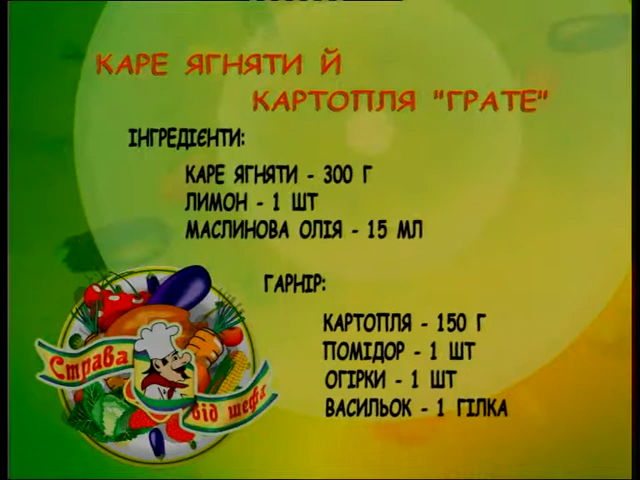 КАРЕ ЯГНЯТИ Й
КАРТОПЛЯ "ГРАТЕ"
ІНГРЕДІЄНТИ:
КАРЕ ЯГНЯТИ - 300 Г
ЛИМОН - 1 ШТ
МАСЛИНОВА ОЛІЯ - 15 МЛ
ГАРНІР:
КАРТОПЛЯ - 150 Г
ПОМІДОР - 1 ШТ
ОГІРКИ - 1 ШТ
ВАСИЛЬОК - 1 ГІЛКА
Страва
від шефа